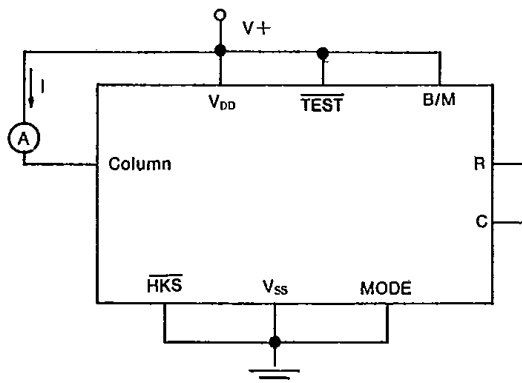 V+
I
V_DD
TEST
B/M
A
Column
R
C
HKS
V_SS
MODE